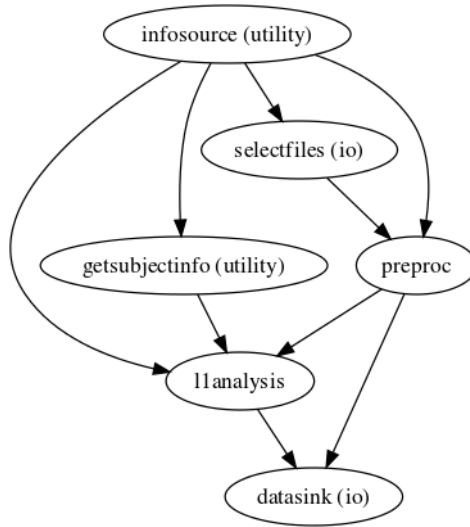 infosource (utility)
selectfiles (io)
getsubjectinfo (utility)
preproc
l1analysis
datasink (io)